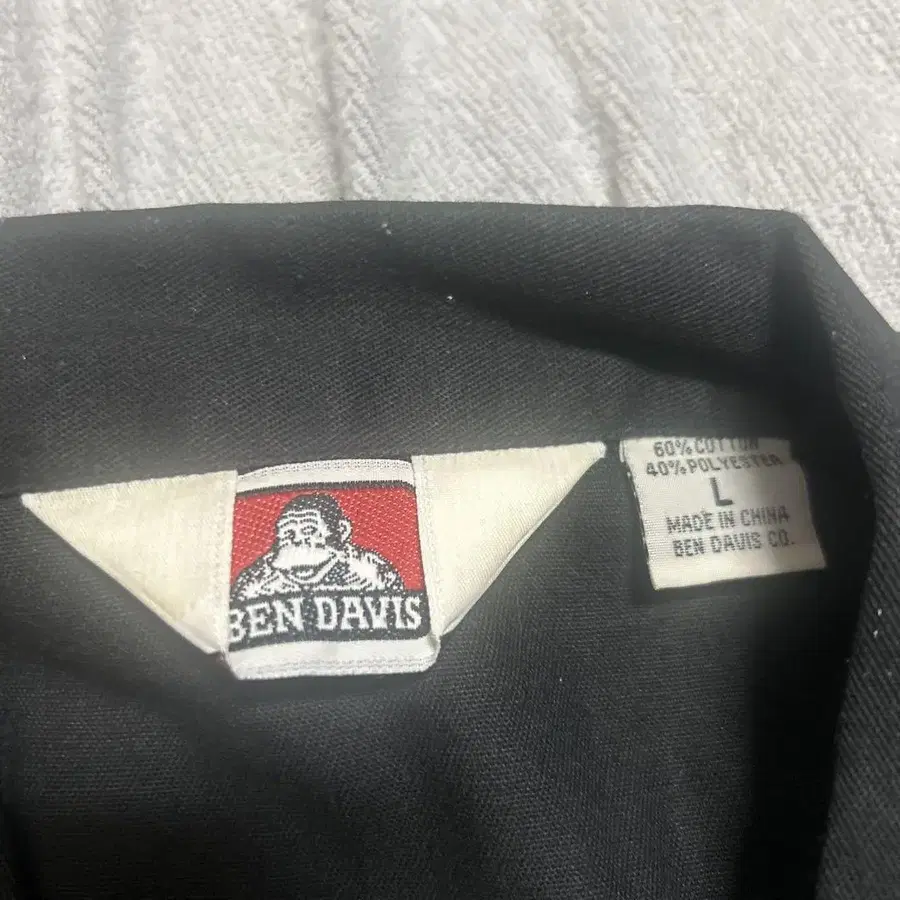 BEN DAVIS
60% COTTON
40% POLYESTER
L
MADE IN CHINA
BEN DAVIS CO.